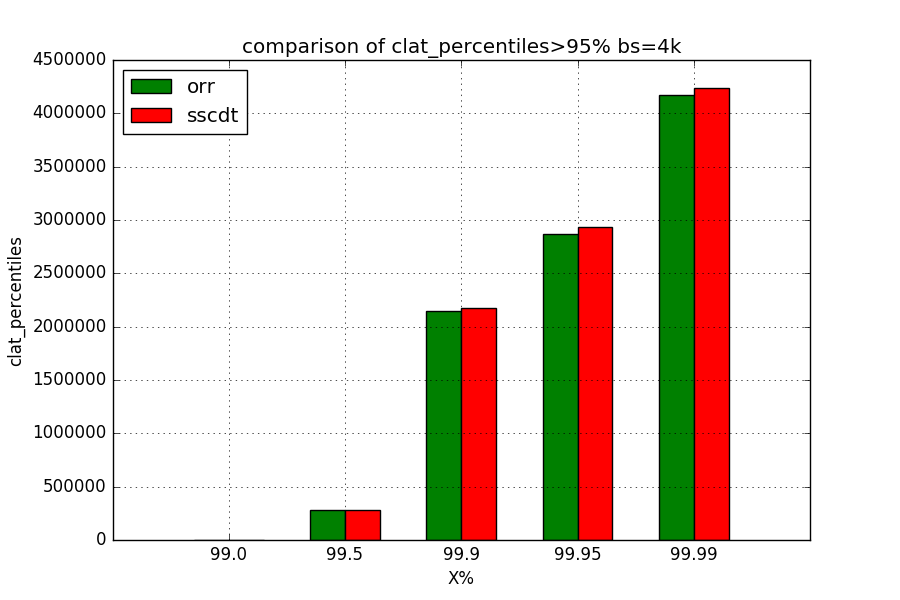 comparison of clat_percentiles>95% bs=4k
4500000
4000000
3500000
3000000
2500000
2000000
1500000
1000000
500000
0
clat_percentiles
orr
sscdt
99.0 99.5 99.9 99.95 99.99
X%